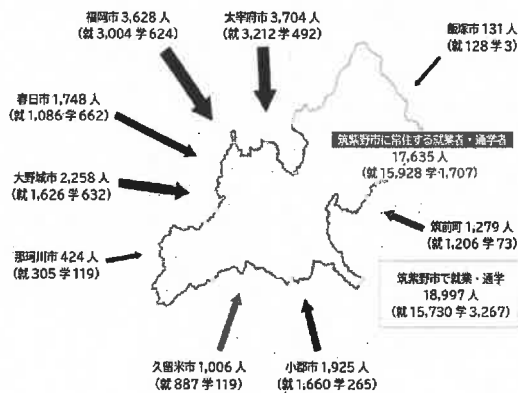 福岡市 3,628 人
(就 3,004 学 624)
太宰府市 3,704 人
(就 3,212 学 492)
飯塚市 131 人
(就 128 学 3)
春日市 1,748 人
(就 1,086 学 662)
筑紫野市に常住する就業者・通学者
17,635 人
(就 15,928 学 1,707)
大野城市 2,258 人
(就 1,626 学 632)
筑前町 1,279 人
(就 1,206 学 73)
那珂川市 424 人
(就 305 学 119)
筑紫野市で就業・通学
18,997 人
(就 15,730 学 3,267)
久留米市 1,006 人
(就 887 学 119)
小郡市 1,925 人
(就 1,660 学 265)